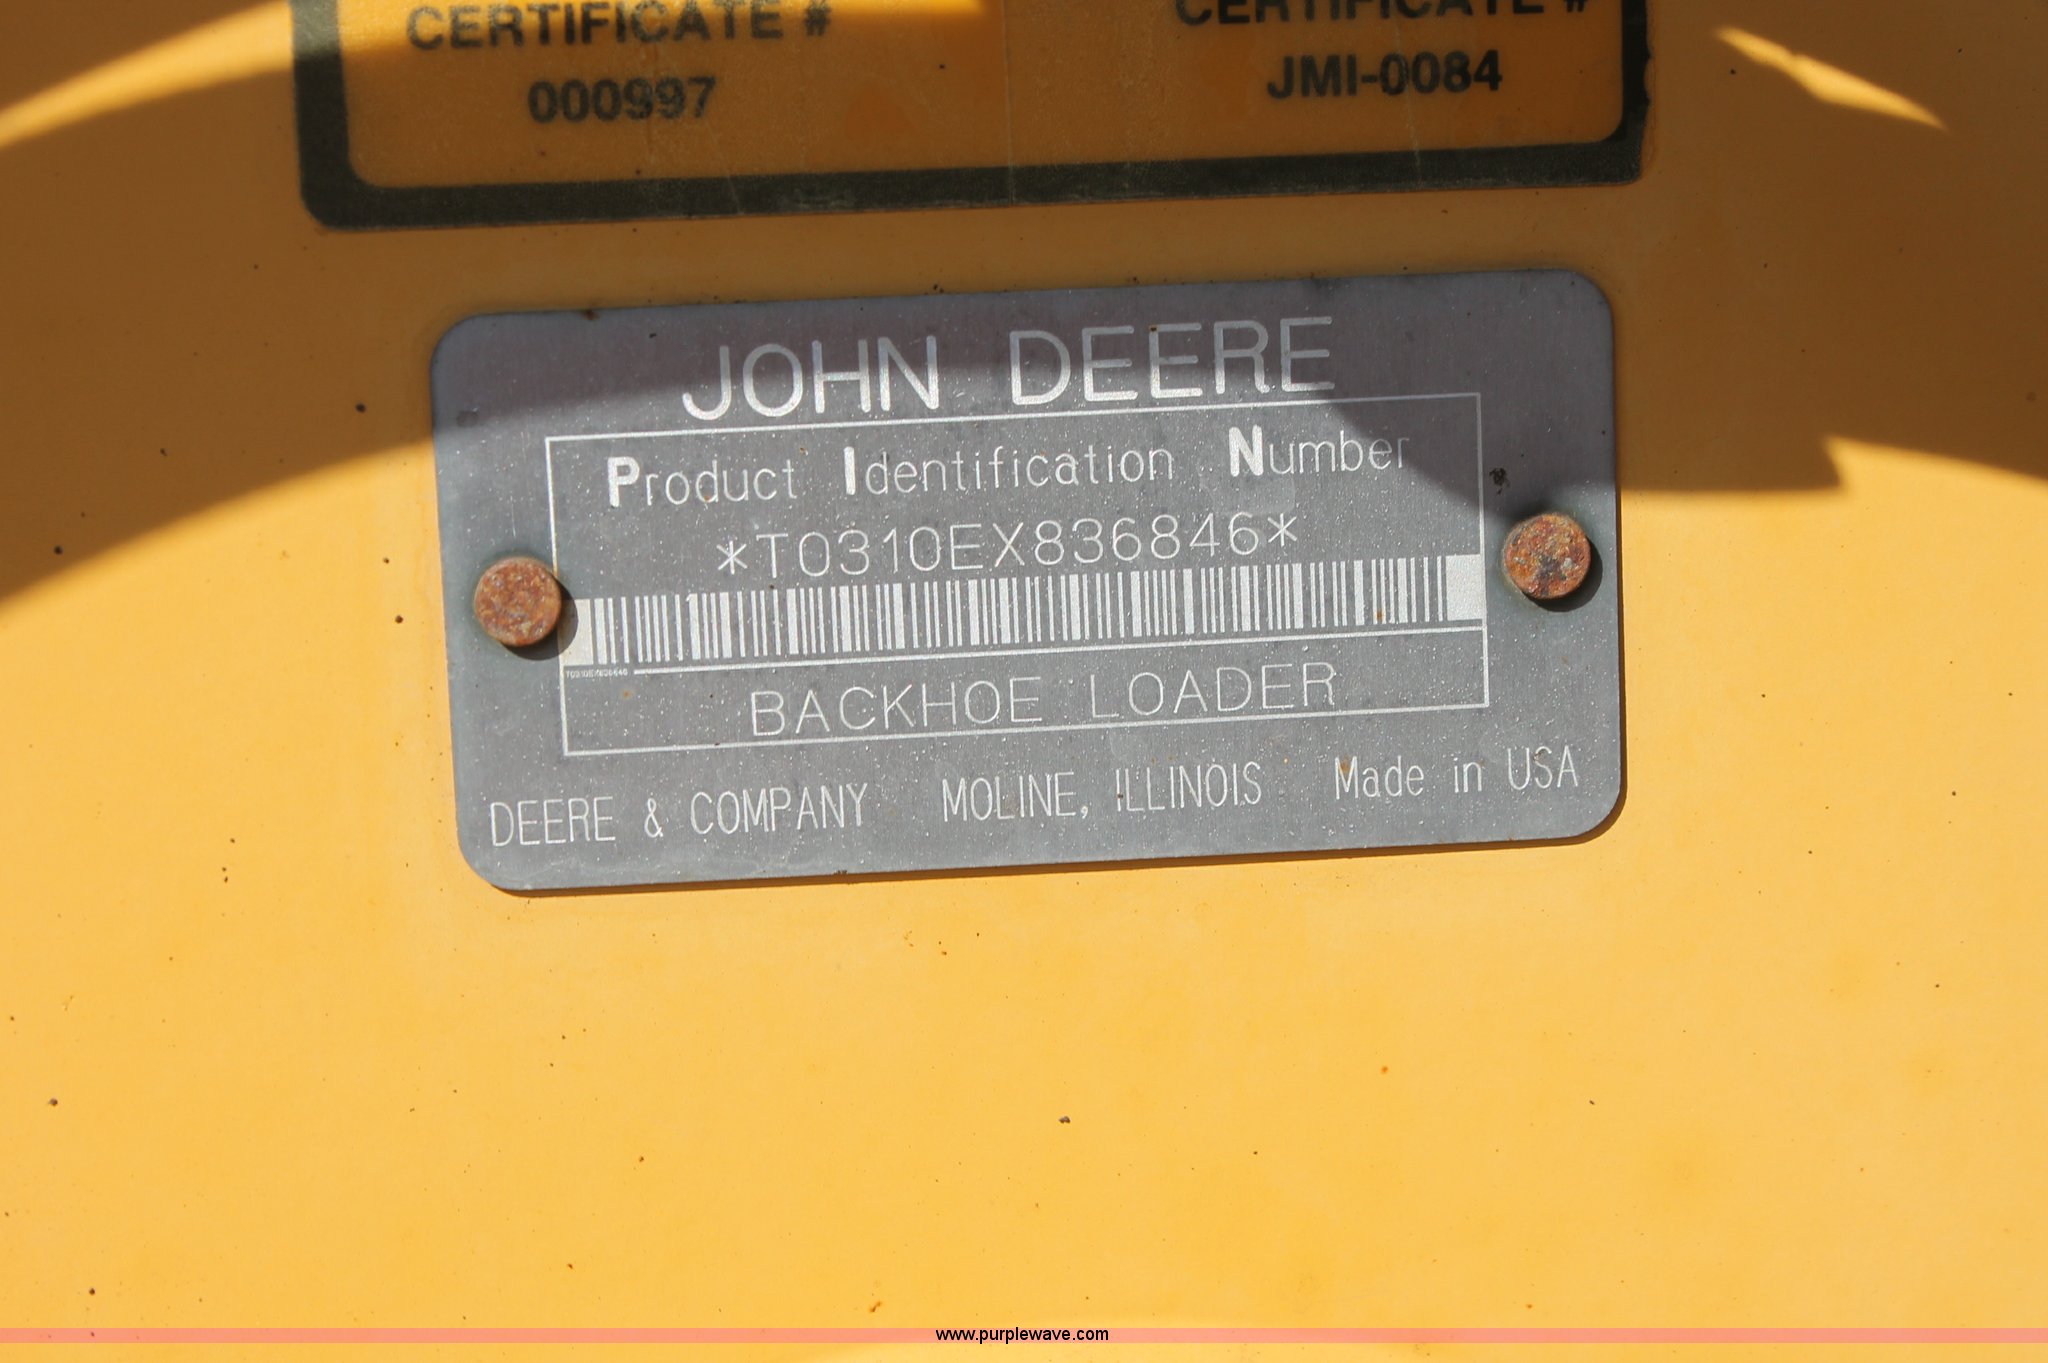 CERTIFICATE # CERTIFICATE #
000997 JMI-0084
JOHN DEERE
Product Identification Number
*T0310EX836846*
T0310EX836846
BACKHOE LOADER
DEERE & COMPANY MOLINE, ILLINOIS Made in USA
www.purplewave.com